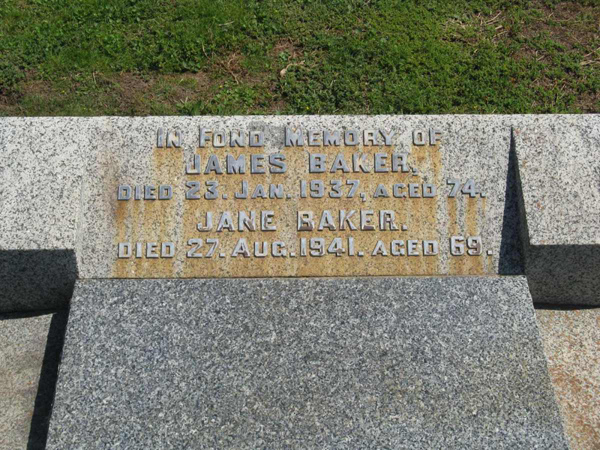 In Fond Memory of
JAMES BAKER,
Died 23. Jan. 1937. aged 74.
JANE BAKER.
Died 27. Aug. 1941. aged 69.